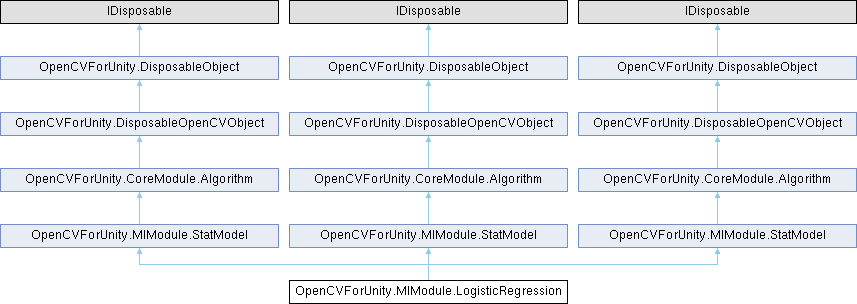 IDisposable IDisposable IDisposable
OpenCVForUnity.DisposableObject OpenCVForUnity.DisposableObject OpenCVForUnity.DisposableObject
OpenCVForUnity.DisposableOpenCVObject OpenCVForUnity.DisposableOpenCVObject OpenCVForUnity.DisposableOpenCVObject
OpenCVForUnity.CoreModule.Algorithm OpenCVForUnity.CoreModule.Algorithm OpenCVForUnity.CoreModule.Algorithm
OpenCVForUnity.MlModule.StatModel OpenCVForUnity.MlModule.StatModel OpenCVForUnity.MlModule.StatModel
OpenCVForUnity.MlModule.LogisticRegression